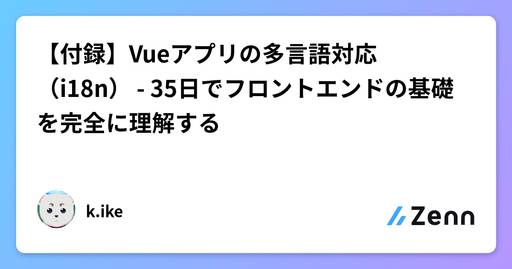 【付録】Vueアプリの多言語対応
（i18n） - 35日でフロントエンドの基礎
を完全に理解する
k.ike
Zenn